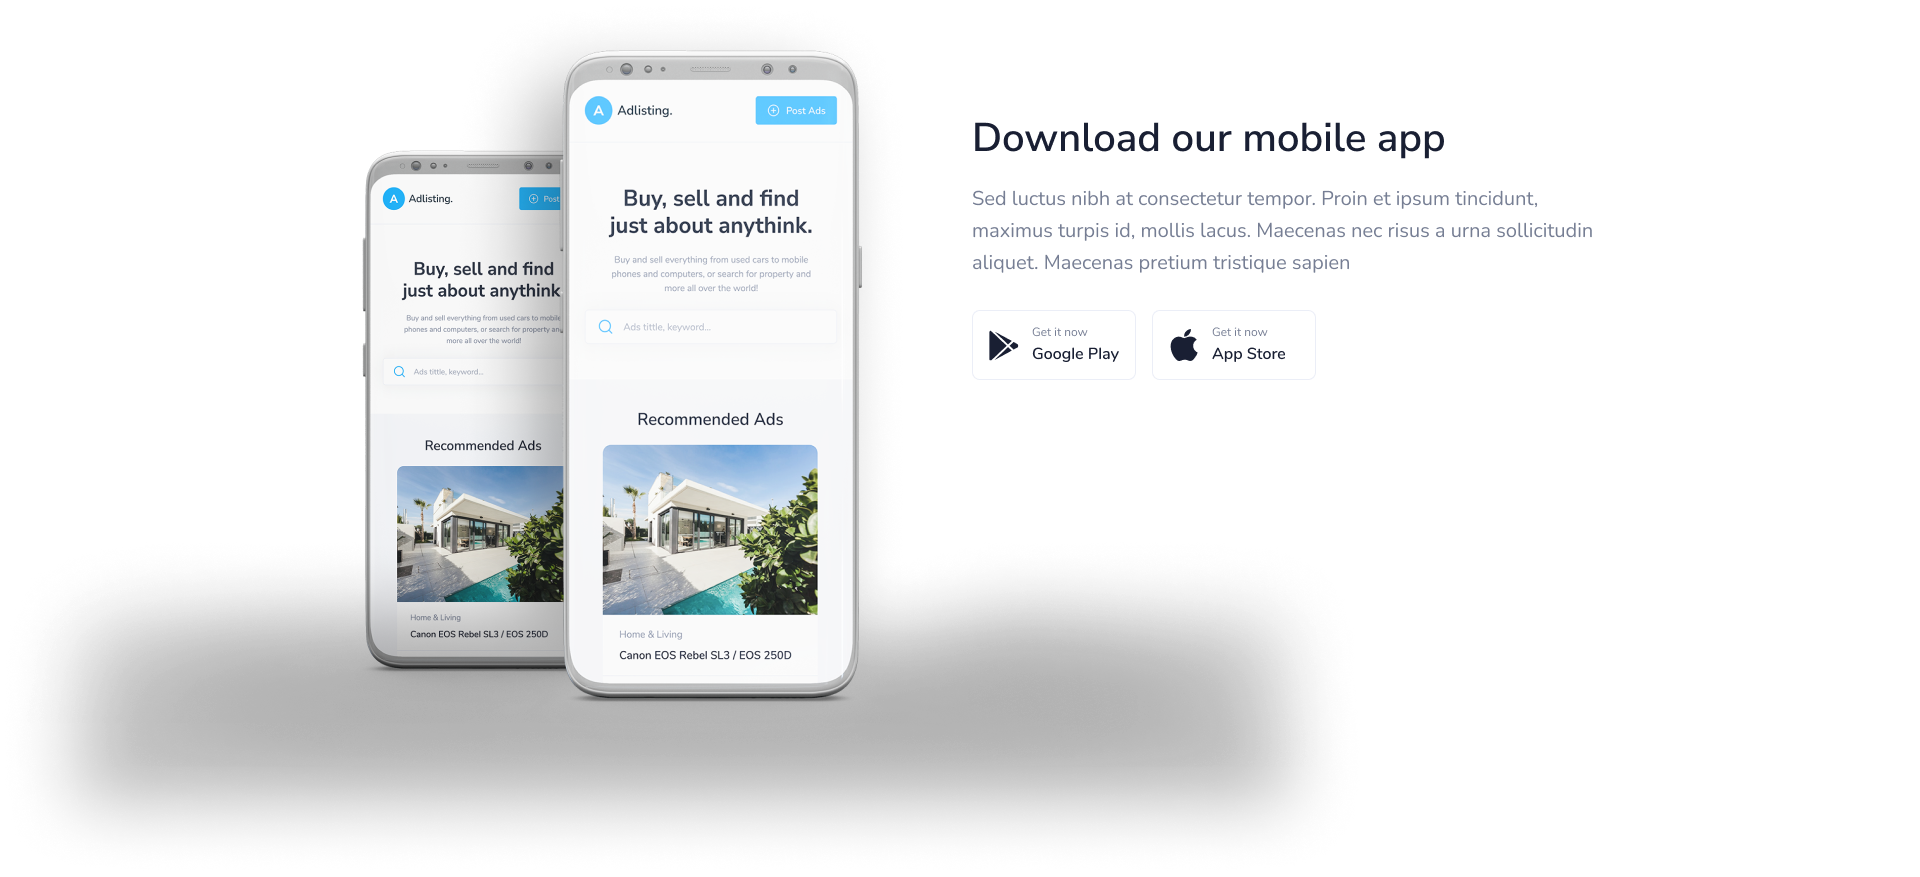 A Adlisting.
Post
Buy, sell and find
just about anythink
Buy and sell everything from used cars to mobile
phones and computers, or search for property and
more all over the world!
Ads tittle, keyword...
Recommended Ads
Home & Living
Canon EOS Rebel SL3 / EOS 250D
A Adlisting.
Post Ads
Buy, sell and find
just about anythink.
Buy and sell everything from used cars to mobile
phones and computers, or search for property and
more all over the world!
Ads tittle, keyword...
Recommended Ads
Home & Living
Canon EOS Rebel SL3 / EOS 250D
Download our mobile app
Sed luctus nibh at consectetur tempor. Proin et ipsum tincidunt,
maximus turpis id, mollis lacus. Maecenas nec risus a urna sollicitudin
aliquet. Maecenas pretium tristique sapien
Get it now
Google Play
Get it now
App Store